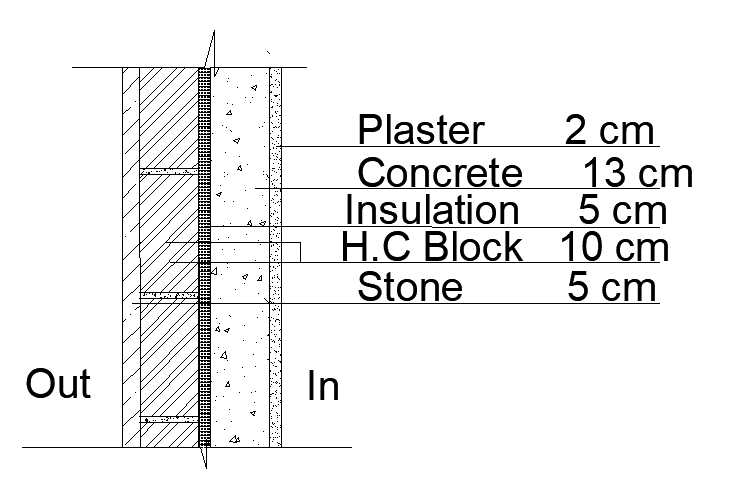 Plaster 2 cm
Concrete 13 cm
Insulation 5 cm
H.C Block 10 cm
Stone 5 cm
Out In